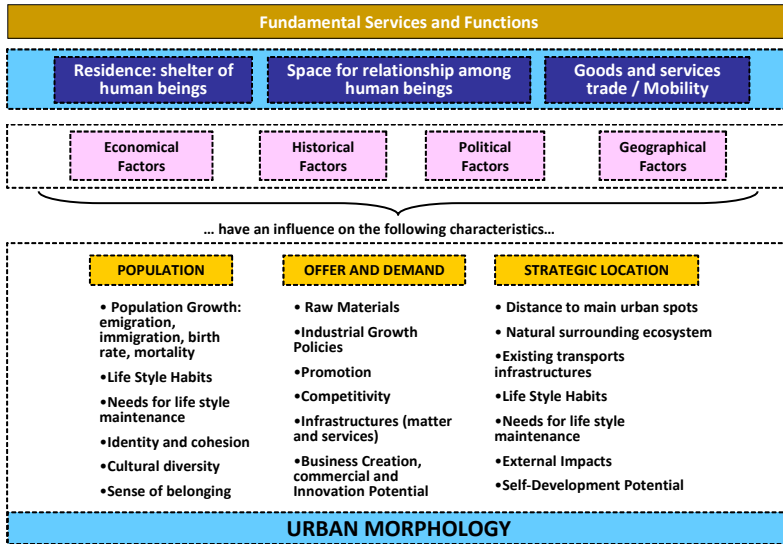 Fundamental Services and Functions
Residence: shelter of
human beings
Space for relationship among
human beings
Goods and services
trade / Mobility
Economical
Factors
Historical
Factors
Political
Factors
Geographical
Factors
... have an influence on the following characteristics...
POPULATION
• Population Growth:
emigration,
immigration, birth
rate, mortality
•Life Style Habits
•Needs for life style
maintenance
•Identity and cohesion
•Cultural diversity
•Sense of belonging
OFFER AND DEMAND
• Raw Materials
•Industrial Growth
Policies
•Promotion
•Competitivity
•Infrastructures (matter
and services)
•Business Creation,
commercial and
Innovation Potential
STRATEGIC LOCATION
• Distance to main urban spots
• Natural surrounding ecosystem
•Existing transports
infrastructures
•Life Style Habits
•Needs for life style
maintenance
•External Impacts
•Self-Development Potential
URBAN MORPHOLOGY